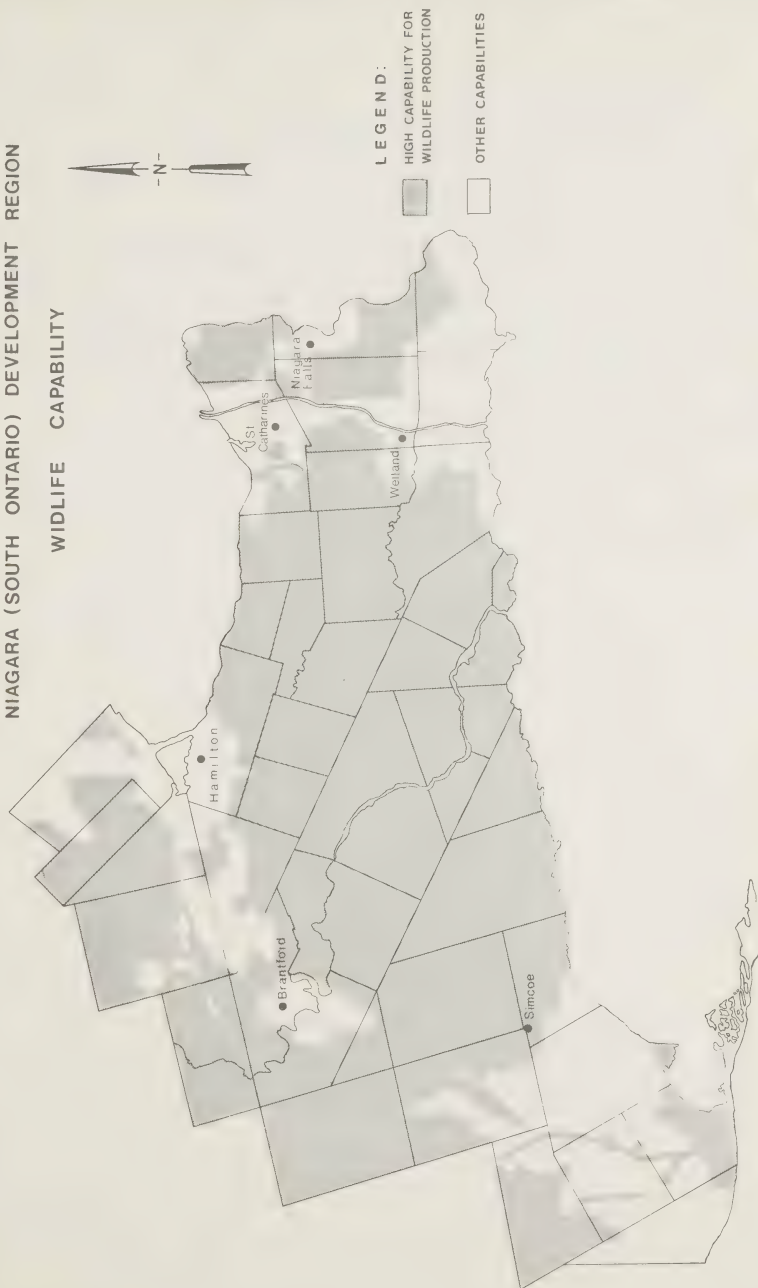 NIAGARA (SOUTH ONTARIO) DEVELOPMENT REGION
WIDLIFE CAPABILITY
-N-
LEGEND:
HIGH CAPABILITY FOR
WILDLIFE PRODUCTION
OTHER CAPABILITIES
Hamilton
St
Catharines
Niagara
Falls
Welland
Brantford
Simcoe